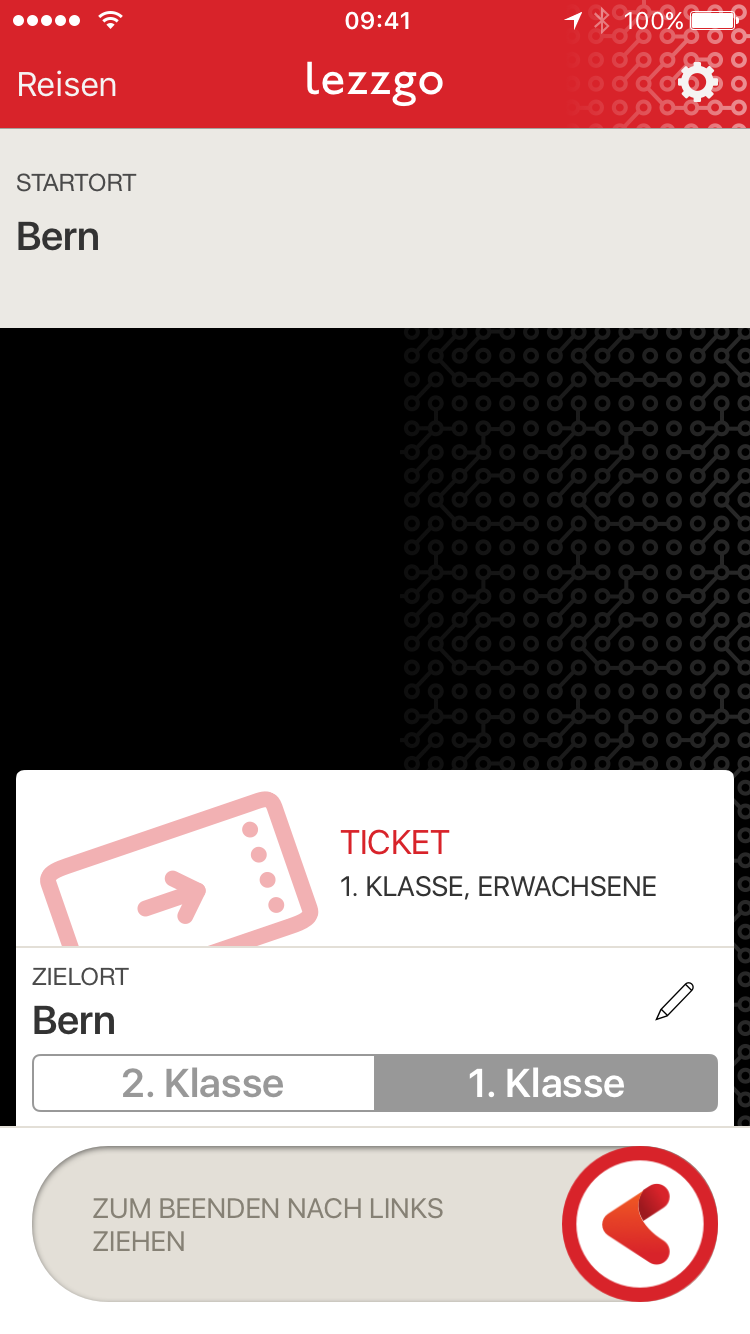 09:41
100%
Reisen
lezzgo
STARTORT
Bern
TICKET
1. KLASSE, ERWACHSENE
ZIELORT
Bern
2. Klasse
1. Klasse
ZUM BEENDEN NACH LINKS
ZIEHEN